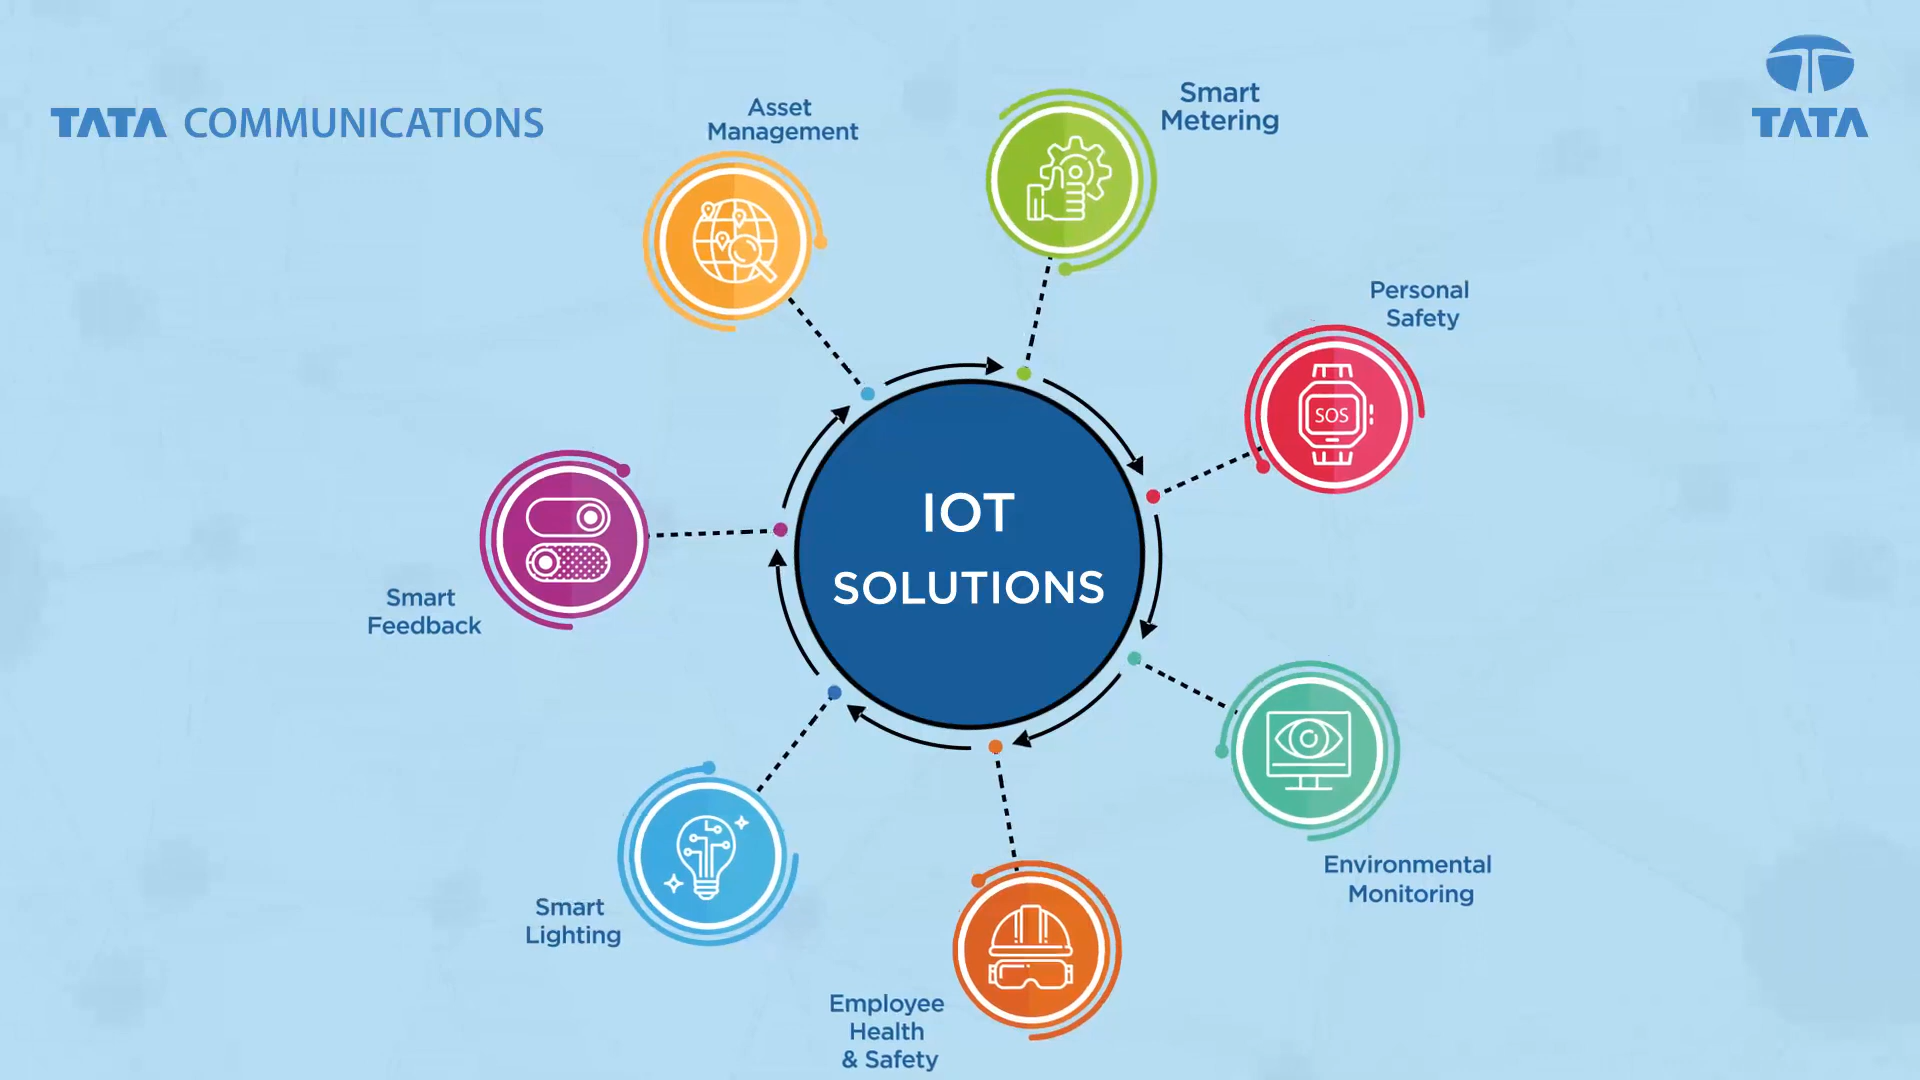 TATA COMMUNICATIONS
TATA
Asset
Management
Smart
Metering
Personal
Safety
SOS
IOT
SOLUTIONS
Smart
Feedback
Environmental
Monitoring
Smart
Lighting
Employee
Health
& Safety